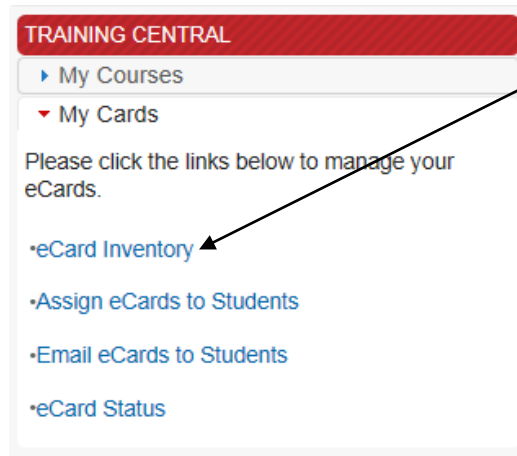 TRAINING CENTRAL
My Courses
My Cards
Please click the links below to manage your
eCards.
•eCard Inventory
•Assign eCards to Students
•Email eCards to Students
•eCard Status